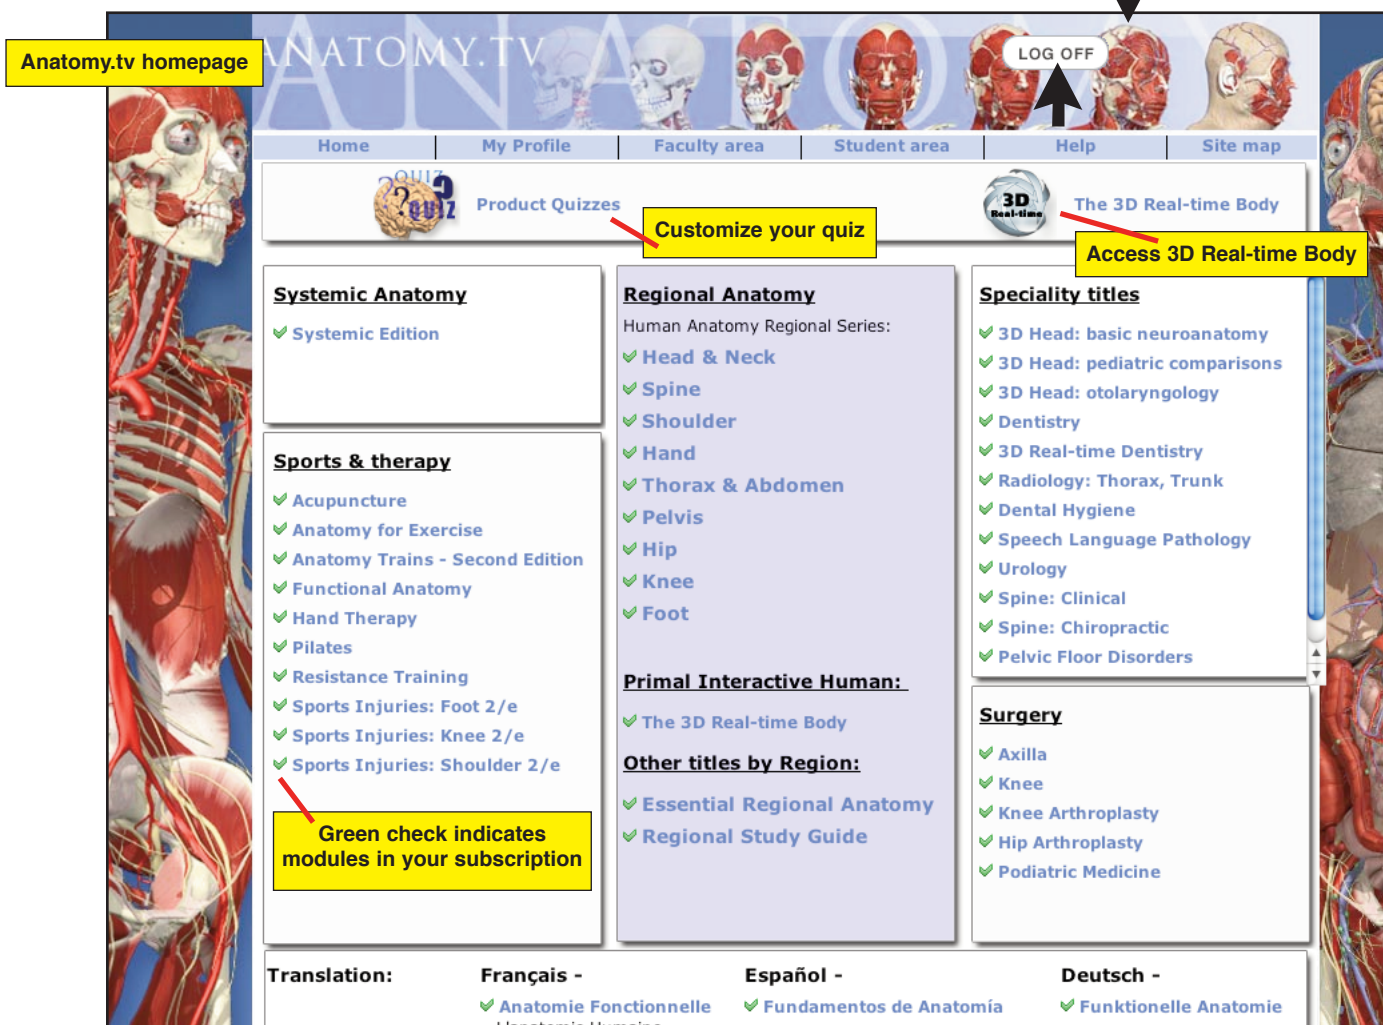 Anatomy.tv homepage
ANATOMY.TV
LOG OFF
Home
My Profile
Faculty area
Student area
Help
Site map
QUIZ
QUIZ
Product Quizzes
Customize your quiz
3D
Real-time
The 3D Real-time Body
Access 3D Real-time Body
Systemic Anatomy
Systemic Edition
Sports & therapy
Acupuncture
Anatomy for Exercise
Anatomy Trains - Second Edition
Functional Anatomy
Hand Therapy
Pilates
Resistance Training
Sports Injuries: Foot 2/e
Sports Injuries: Knee 2/e
Sports Injuries: Shoulder 2/e
Green check indicates
modules in your subscription
Regional Anatomy
Human Anatomy Regional Series:
Head & Neck
Spine
Shoulder
Hand
Thorax & Abdomen
Pelvis
Hip
Knee
Foot
Primal Interactive Human:
The 3D Real-time Body
Other titles by Region:
Essential Regional Anatomy
Regional Study Guide
Speciality titles
3D Head: basic neuroanatomy
3D Head: pediatric comparisons
3D Head: otolaryngology
Dentistry
3D Real-time Dentistry
Radiology: Thorax, Trunk
Dental Hygiene
Speech Language Pathology
Urology
Spine: Clinical
Spine: Chiropractic
Pelvic Floor Disorders
Surgery
Axilla
Knee
Knee Arthroplasty
Hip Arthroplasty
Podiatric Medicine
Translation:
Français -
Anatomie Fonctionnelle
Español -
Fundamentos de Anatomía
Deutsch -
Funktionelle Anatomie